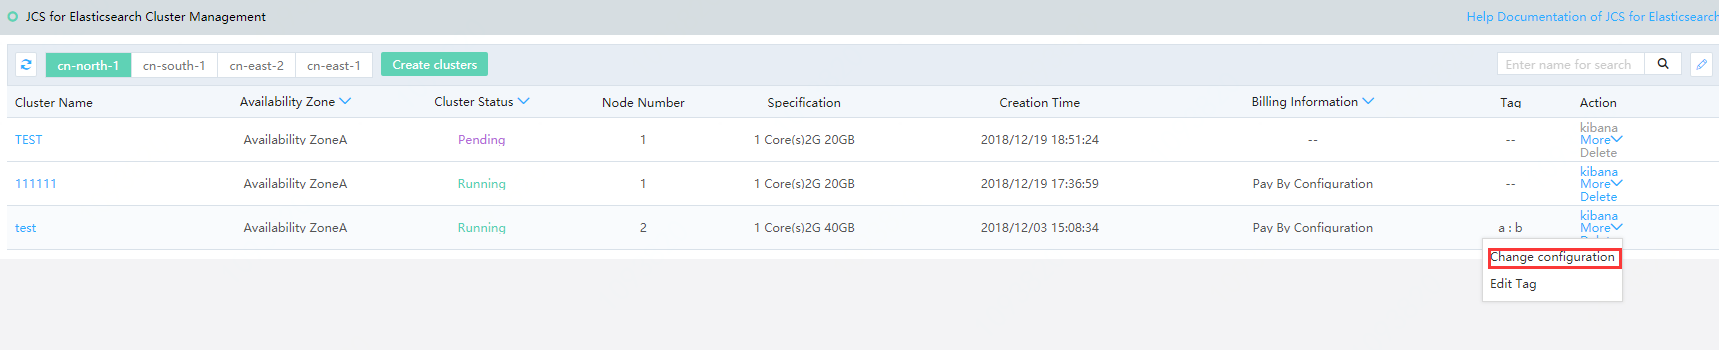 JCS for Elasticsearch Cluster Management
Help Documentation of JCS for Elasticsearch
cn-north-1 cn-south-1 cn-east-2 cn-east-1 Create clusters Enter name for search
Cluster Name Availability Zone Cluster Status Node Number Specification Creation Time Billing Information Tag Action
TEST Availability ZoneA Pending 1 1 Core(s)2G 20GB 2018/12/19 18:51:24 -- -- kibana
More
Delete
111111 Availability ZoneA Running 1 1 Core(s)2G 20GB 2018/12/19 17:36:59 Pay By Configuration -- kibana
More
Delete
test Availability ZoneA Running 2 1 Core(s)2G 40GB 2018/12/03 15:08:34 Pay By Configuration a : b kibana
More
Change configuration
Edit Tag